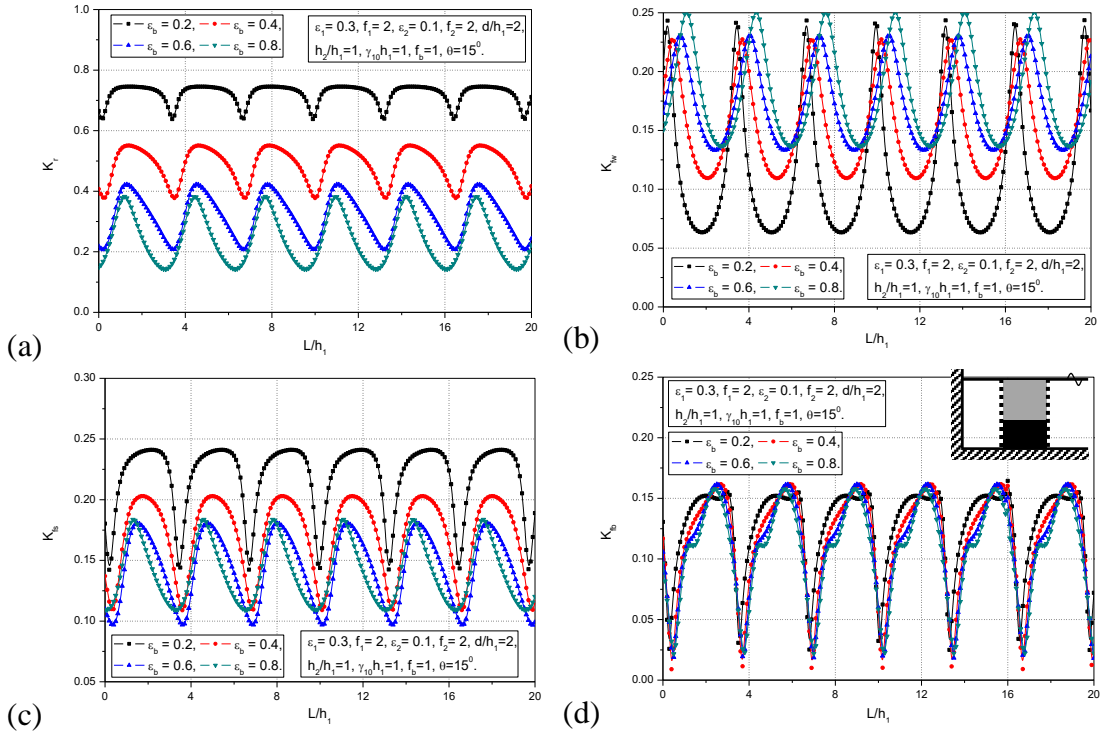 ε_b = 0.2, ε_b = 0.4,
ε_b = 0.6, ε_b = 0.8.
ε_1 = 0.3, f_1 = 2, ε_2 = 0.1, f_2 = 2, d/h_1=2,
h_2/h_1=1, γ_10h_1=1, f_b=1, θ=15^0.
1.0
0.8
0.6
0.4
0.2
0.0
K_r
0 4 8 12 16 20
L/h_1
(a)
0.25
0.20
0.15
0.10
0.05
0.00
K_fw
ε_b = 0.2, ε_b = 0.4,
ε_b = 0.6, ε_b = 0.8.
ε_1 = 0.3, f_1 = 2, ε_2 = 0.1, f_2 = 2, d/h_1=2,
h_2/h_1=1, γ_10h_1=1, f_b=1, θ=15^0.
0 4 8 12 16 20
L/h_1
(b)
0.30
0.25
0.20
0.15
0.10
0.05
K_fs
ε_b = 0.2, ε_b = 0.4,
ε_b = 0.6, ε_b = 0.8.
ε_1 = 0.3, f_1 = 2, ε_2 = 0.1, f_2 = 2, d/h_1=2,
h_2/h_1=1, γ_10h_1=1, f_b=1, θ=15^0.
0 4 8 12 16 20
L/h_1
(c)
ε_1 = 0.3, f_1 = 2, ε_2 = 0.1, f_2 = 2, d/h_1=2,
h_2/h_1=1, γ_10h_1=1, f_b=1, θ=15^0.
ε_b = 0.2, ε_b = 0.4,
ε_b = 0.6, ε_b = 0.8.
0.25
0.20
0.15
0.10
0.05
0.00
K_fb
0 4 8 12 16 20
L/h_1
(d)